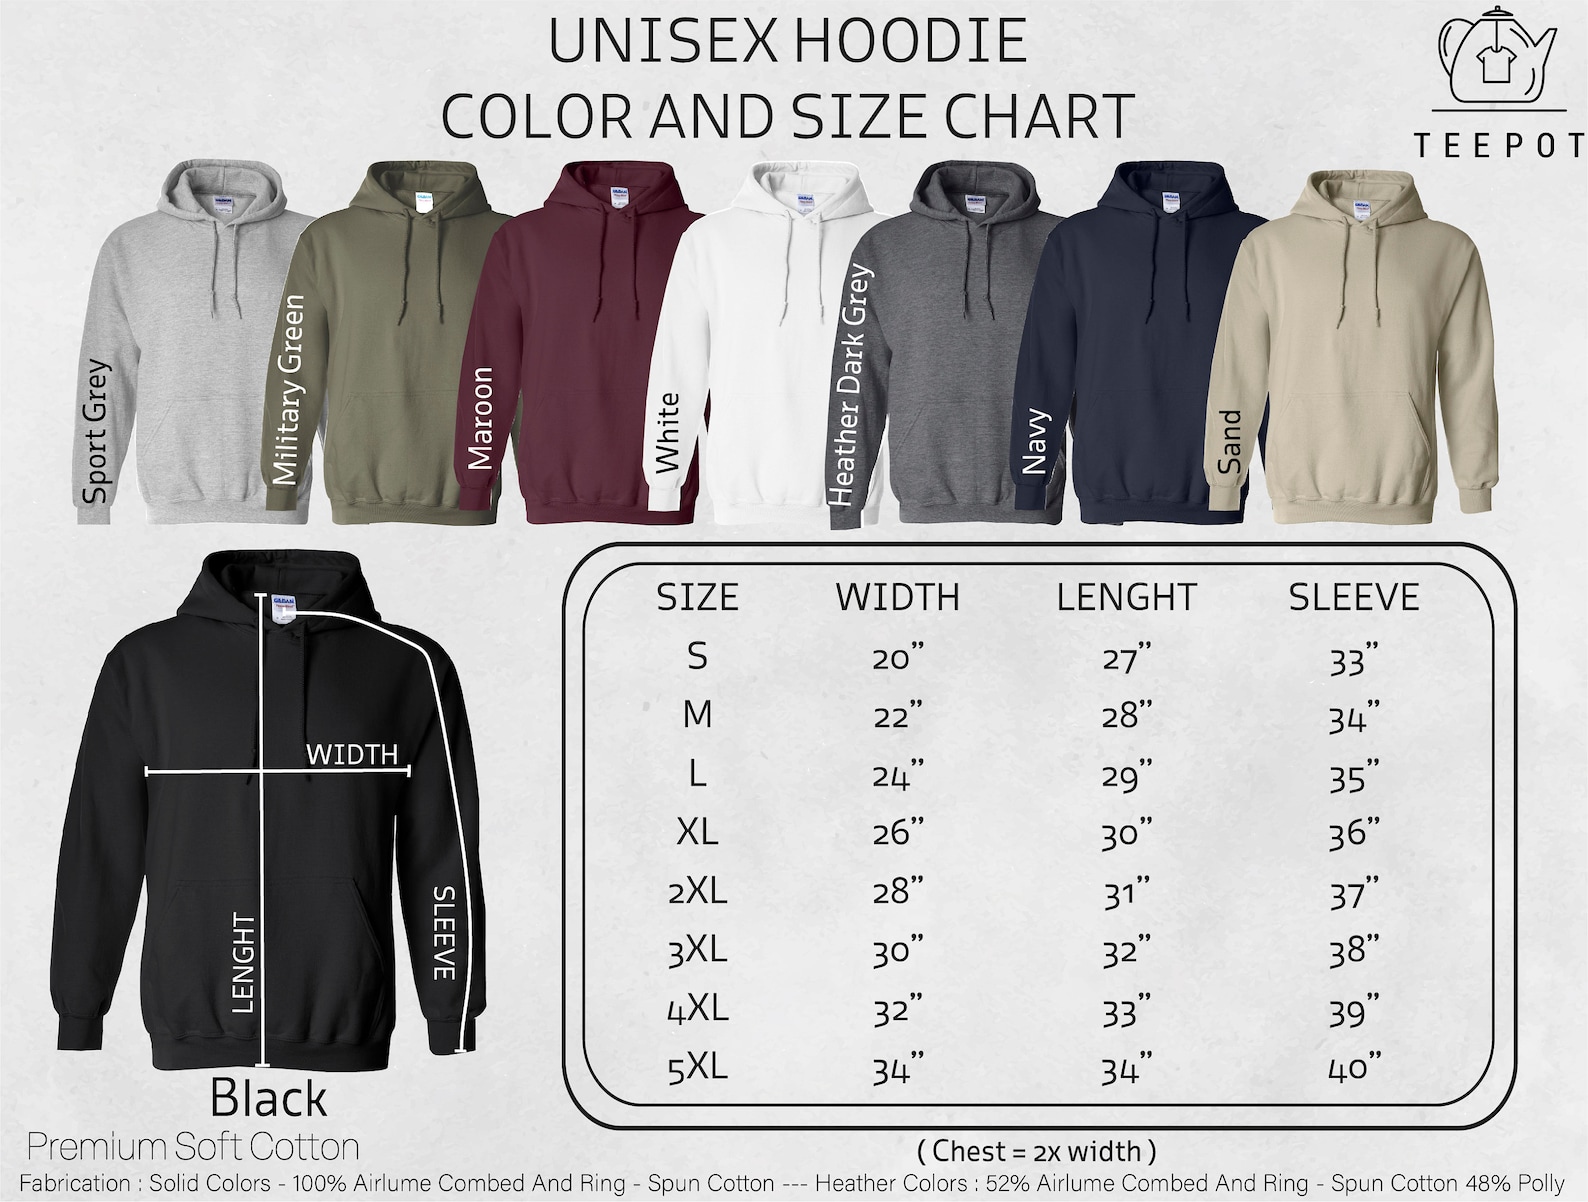 UNISEX HOODIE
COLOR AND SIZE CHART
TEEPOT
Sport Grey
Military Green
Maroon
White
Heather Dark Grey
Navy
Sand
GILDAN
WIDTH
LENGHT
SLEEVE
Black
SIZE WIDTH LENGHT SLEEVE
S 20” 27” 33”
M 22” 28” 34”
L 24” 29” 35”
XL 26” 30” 36”
2XL 28” 31” 37”
3XL 30” 32” 38”
4XL 32” 33” 39”
5XL 34” 34” 40”
( Chest = 2x width )
Premium Soft Cotton
Fabrication : Solid Colors - 100% Airlume Combed And Ring - Spun Cotton --- Heather Colors : 52% Airlume Combed And Ring - Spun Cotton 48% Polly